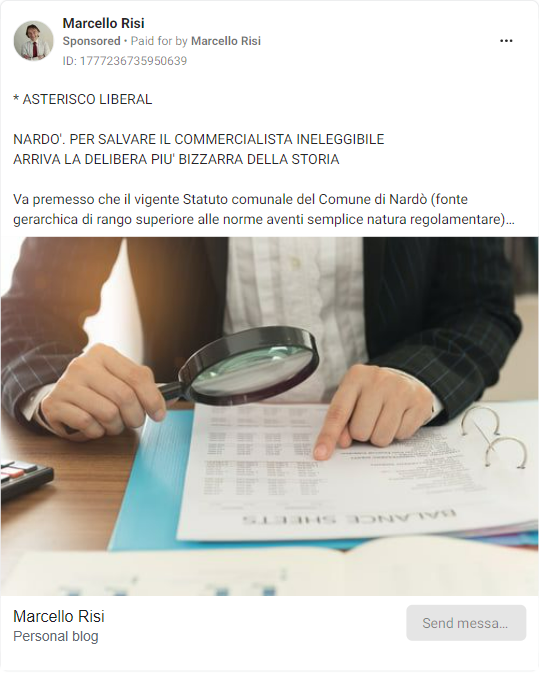 Marcello Risi
Sponsored • Paid for by Marcello Risi
ID: 1777236735950639
* ASTERISCO LIBERAL
NARDO'. PER SALVARE IL COMMERCIALISTA INELEGGIBILE
ARRIVA LA DELIBERA PIU' BIZZARRA DELLA STORIA
Va premesso che il vigente Statuto comunale del Comune di Nardò (fonte
gerarchica di rango superiore alle norme aventi semplice natura regolamentare)...
BALANCE SHEETS
Marcello Risi
Personal blog
Send messa...